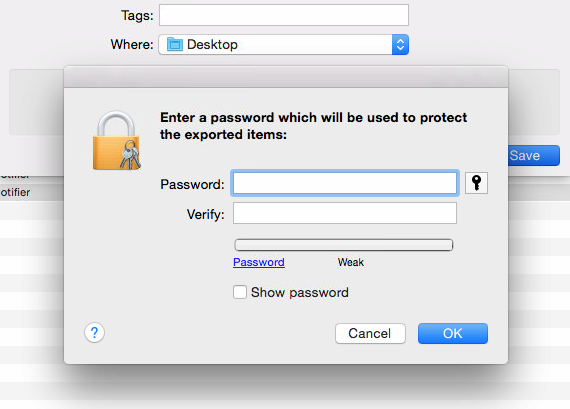 Tags:
Where: Desktop
Enter a password which will be used to protect
the exported items:
Save
otifier
Password:
Verify:
Password Weak
Show password
? Cancel OK